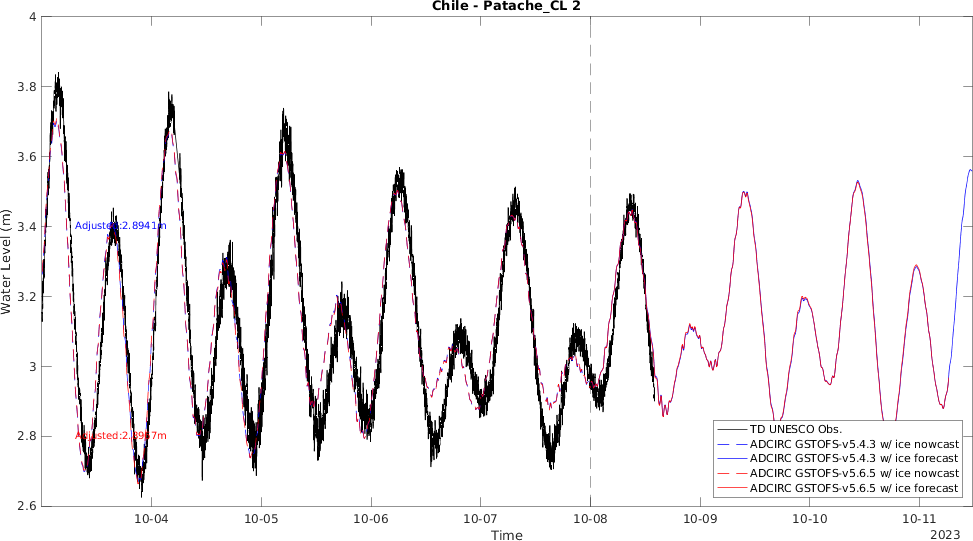 Chile - Patache_CL 2
4
3.8
3.6
3.4
3.2
3
2.8
2.6
Water Level (m)
Adjusted:2.8941m
TD UNESCO Obs.
ADCIRC GSTOFS-v5.4.3 w/ ice nowcast
ADCIRC GSTOFS-v5.4.3 w/ ice forecast
ADCIRC GSTOFS-v5.6.5 w/ ice nowcast
ADCIRC GSTOFS-v5.6.5 w/ ice forecast
10-04
10-05
10-06
10-07
10-08
10-09
10-10
10-11
Time
2023